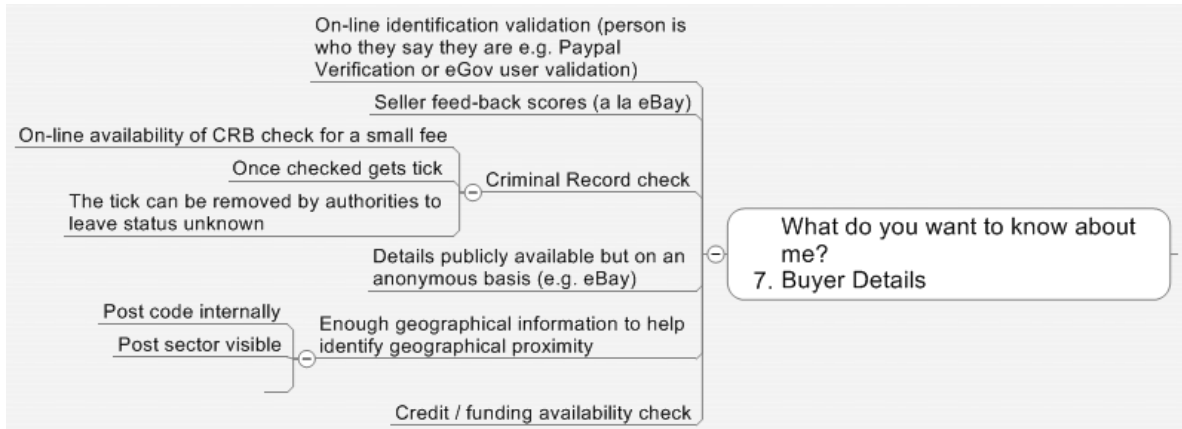 On-line identification validation (person is
who they say they are e.g. Paypal
Verification or eGov user validation)
Seller feed-back scores (a la eBay)
On-line availability of CRB check for a small fee
Once checked gets tick
The tick can be removed by authorities to
leave status unknown
Criminal Record check
Details publicly available but on an
anonymous basis (e.g. eBay)
Post code internally
Post sector visible
Enough geographical information to help
identify geographical proximity
Credit / funding availability check
What do you want to know about
me?
7. Buyer Details